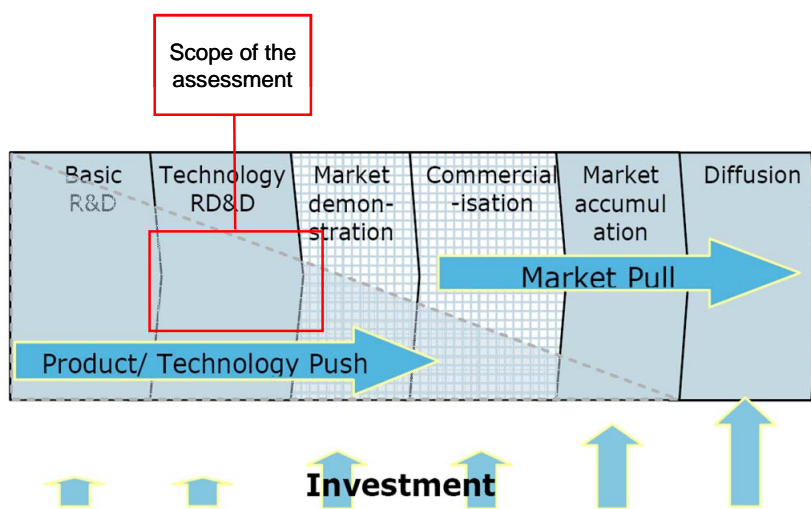 Scope of the
assessment
Basic
R&D
Technology
RD&D
Market
demon-
stration
Commercial
-isation
Market
accumul
ation
Diffusion
Market Pull
Product/ Technology Push
Investment